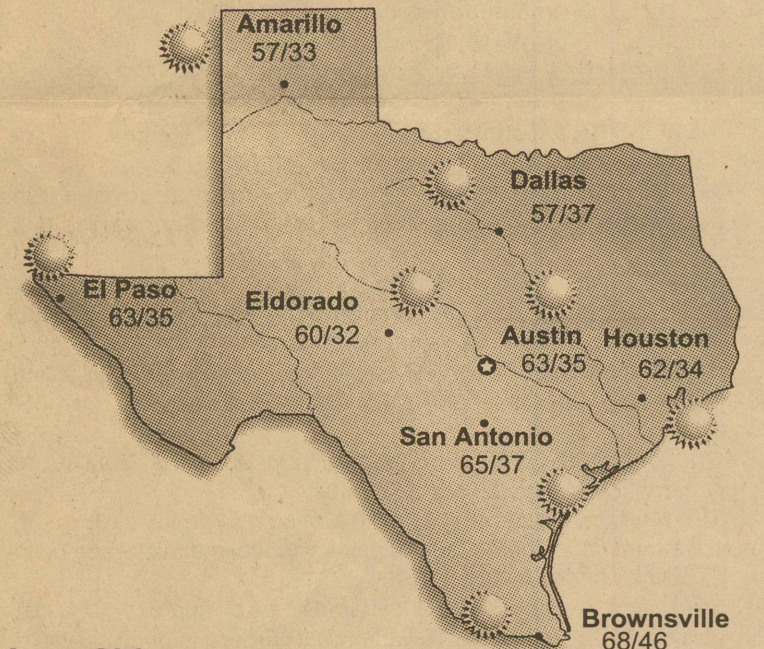 Amarillo
57/33
Dallas
57/37
El Paso
63/35
Eldorado
60/32
Austin
63/35
Houston
62/34
San Antonio
65/37
Brownsville
68/46